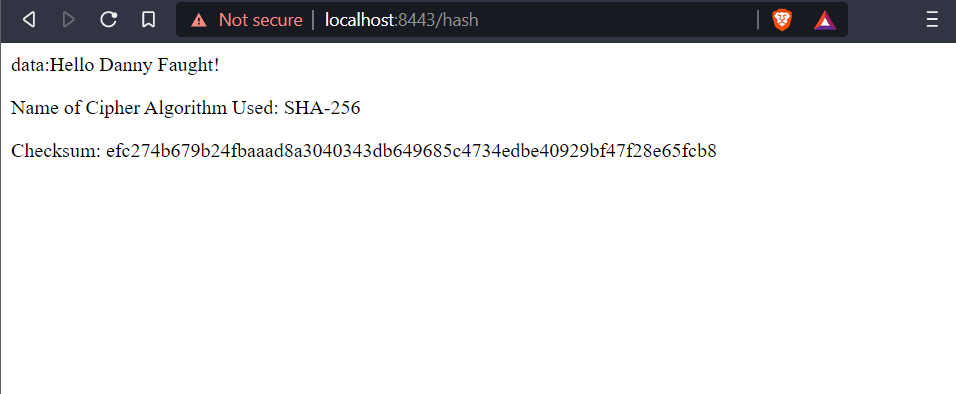 Not secure | localhost:8443/hash
data:Hello Danny Faught!
Name of Cipher Algorithm Used: SHA-256
Checksum: efc274b679b24fbaaad8a3040343db649685c4734edbe40929bf47f28e65fcb8